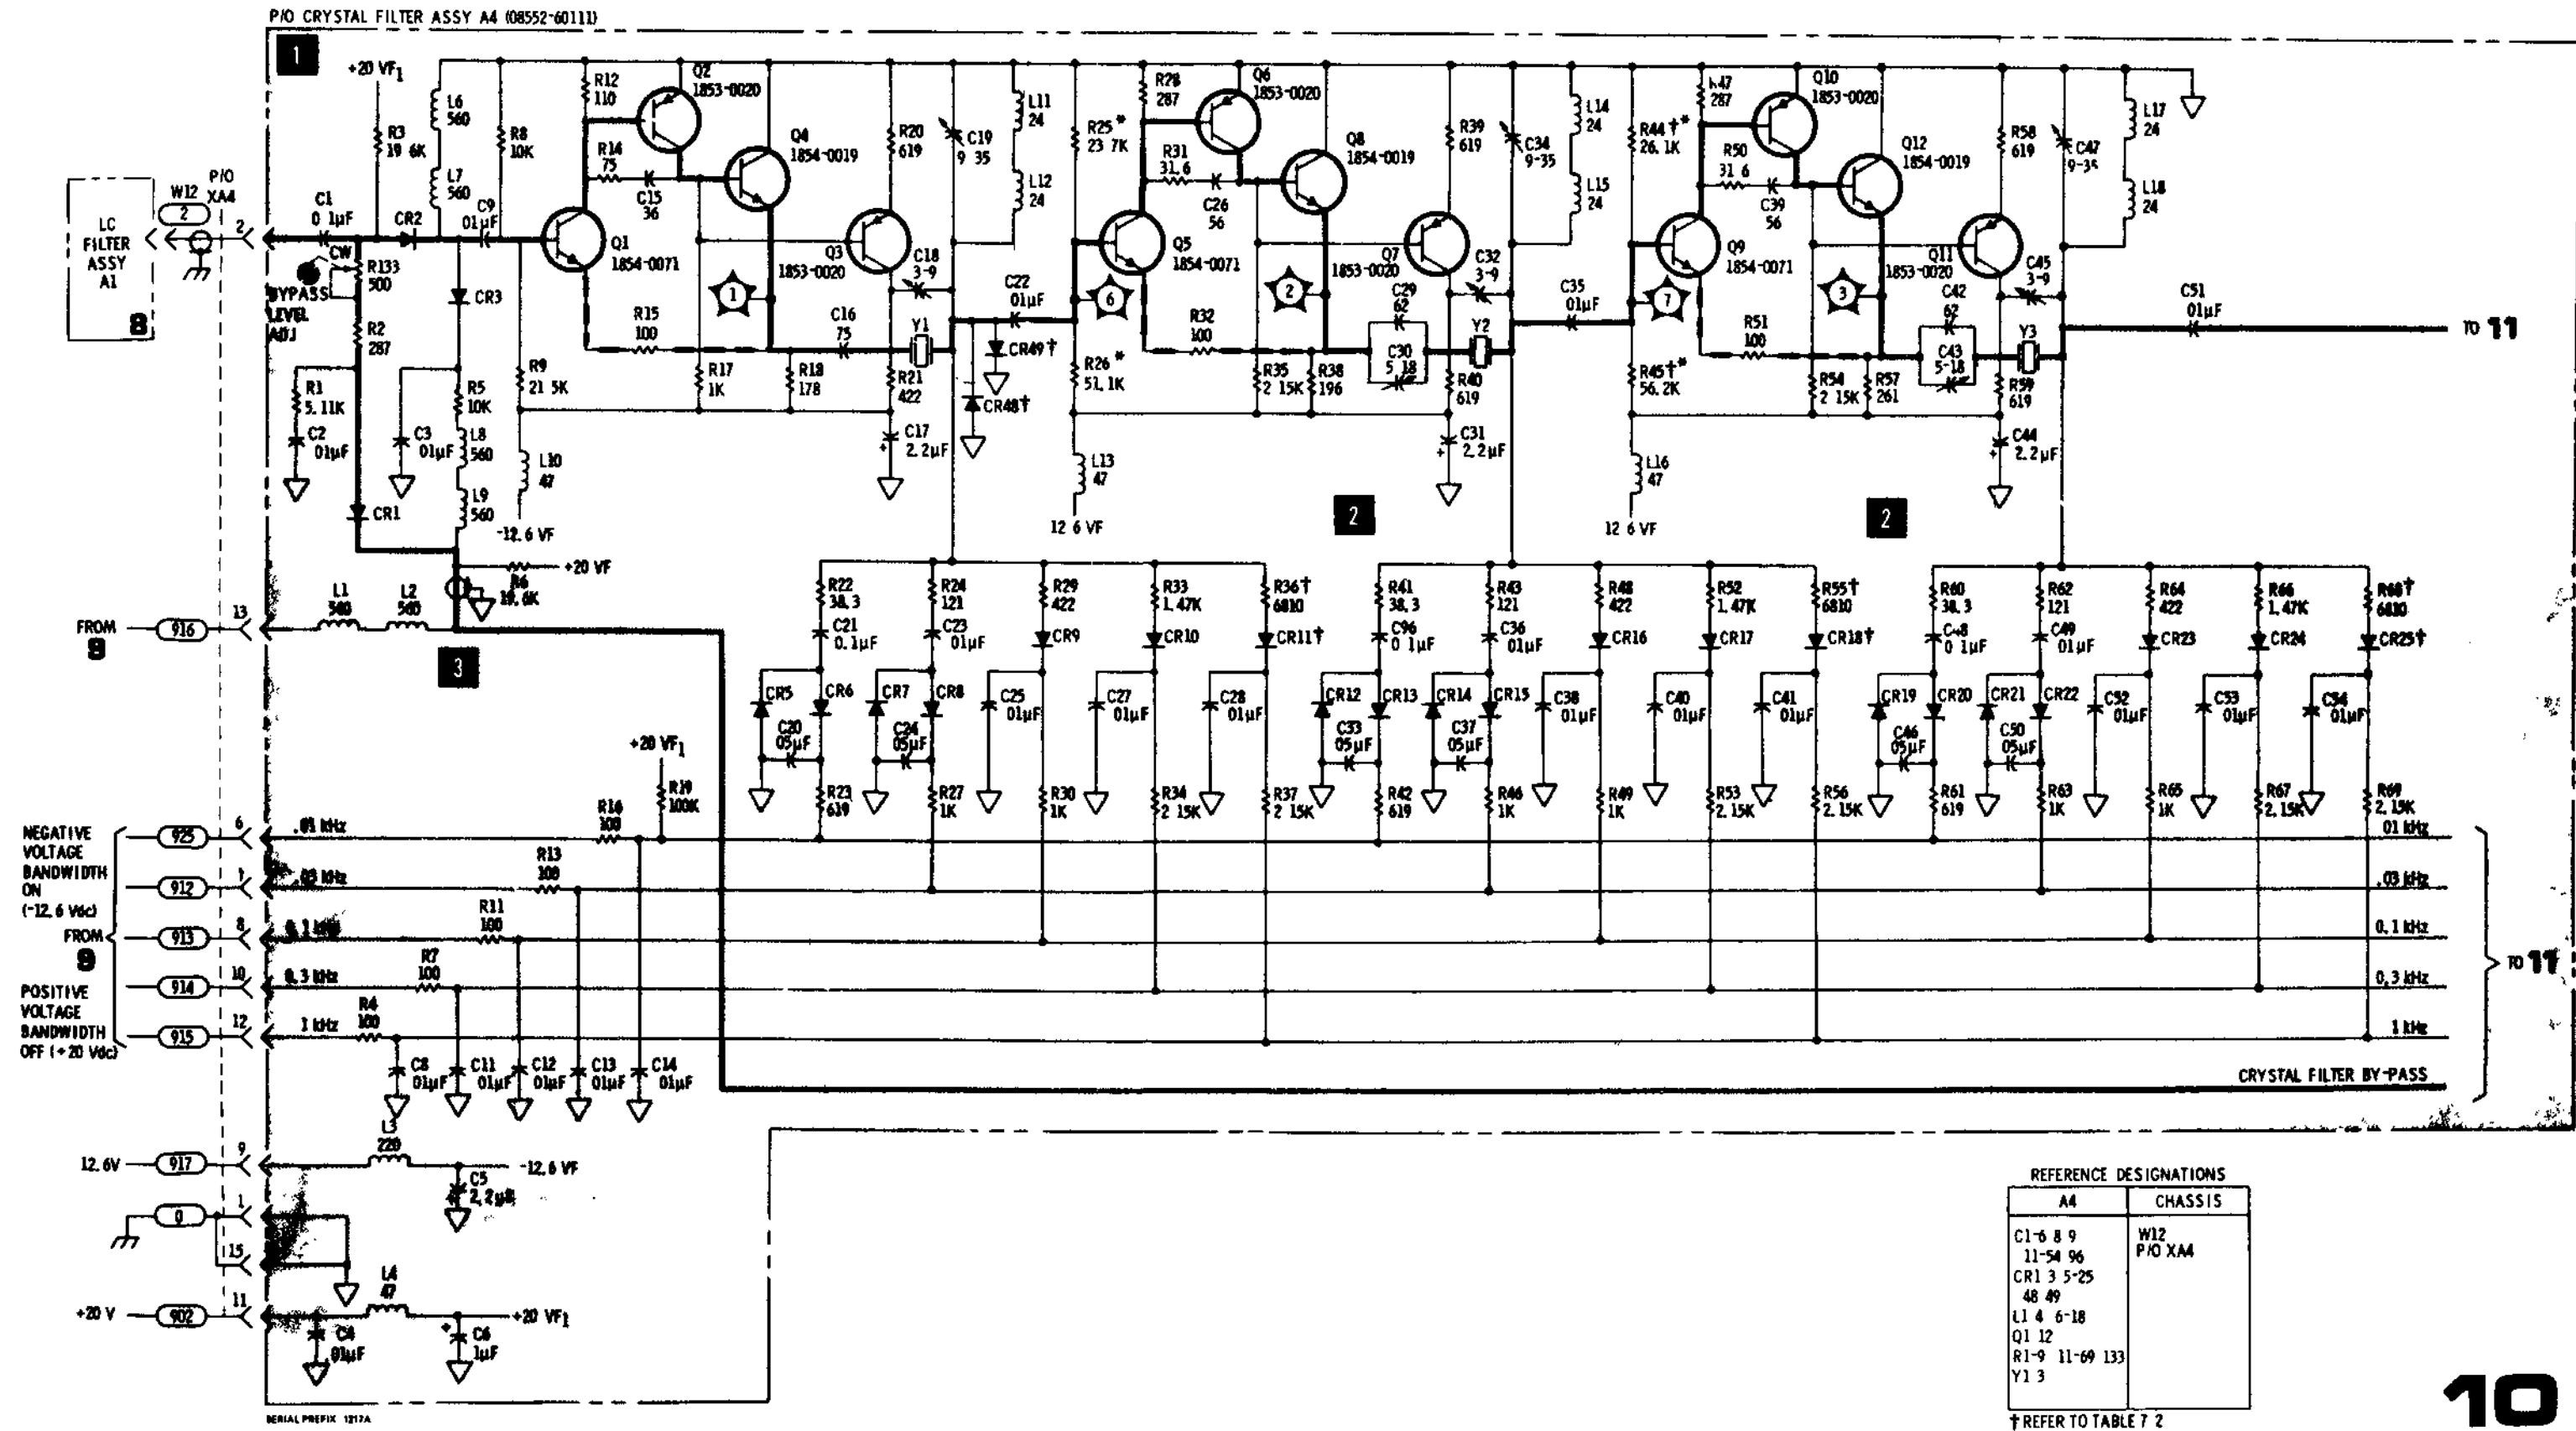 P/O CRYSTAL FILTER ASSY A4 (08552-60111)
1
+20 VF1
R3
19 6K
L6
560
L7
560
R8
10K
R12
110
Q2
1853-0020
R14
75
C15
36
Q4
1854-0019
R20
619
C19
9 35
L11
24
L12
24
R25*
23 7K
R28
287
Q6
1853-0020
R31
31.6
C26
56
Q8
1854-0019
R39
619
C34
9-35
L14
24
L15
24
R44†*
26.1K
R47
287
Q10
1853-0020
R50
31 6
C39
56
Q12
1854-0019
R58
619
C47
9-35
L17
24
L18
24
LC
FILTER
ASSY
A1
8
W12
2
P/O
XA4
2
C1
0 1µF
CR2
C9
01µF
CW
R133
500
BYPASS
LEVEL
ADJ
R2
287
CR3
Q1
1854-0071
Q3
1853-0020
C18
3-9
1
R15
100
C16
75
Y1
C22
01µF
6
CR49†
CR48†
Q5
1854-0071
Q7
1853-0020
C32
3-9
2
R32
100
C29
62
C30
5 18
Y2
C35
01µF
7
Q9
1854-0071
Q11
1853-0020
C45
3-9
3
R51
100
C42
62
C43
5-18
Y3
C51
01µF
TO 11
R1
5.11K
C2
01µF
C3
01µF
R5
10K
L8
560
L9
560
R9
21 5K
L10
47
-12.6 VF
R17
1K
R18
178
R21
422
C17
2.2µF
R26*
51.1K
L13
47
12 6 VF
R35
2 15K
R38
196
R40
619
C31
2.2µF
2
R45†*
56.2K
L16
47
12 6 VF
R54
2 15K
R57
261
R59
619
C44
2.2µF
2
CR1
R6
19.6K
+20 VF
FROM
9
916
13
L1
560
L2
560
3
R22
38.3
C21
0.1µF
R24
121
C23
01µF
R29
422
CR9
R33
1.47K
CR10
R36†
6810
CR11†
R41
38.3
C96
0 1µF
R43
121
C36
01µF
R48
422
CR16
R52
1.47K
CR17
R55†
6810
CR18†
R60
38.3
C48
0 1µF
R62
121
C49
01µF
R64
422
CR23
R66
1.47K
CR24
R68†
6810
CR25†
CR5
CR6
C20
05µF
CR7
CR8
C24
05µF
C25
01µF
C27
01µF
C28
01µF
CR12
CR13
C33
05µF
CR14
CR15
C37
05µF
C38
01µF
C40
01µF
C41
01µF
CR19
CR20
C46
05µF
CR21
CR22
C50
05µF
C52
01µF
C53
01µF
C54
01µF
+20 VF1
R19
100K
R16
100
R23
619
R27
1K
R30
1K
R34
2 15K
R37
2 15K
R42
619
R46
1K
R49
1K
R53
2.15K
R56
2.15K
R61
619
R63
1K
R65
1K
R67
2.15K
R69
2.15K
NEGATIVE
VOLTAGE
BANDWIDTH
ON
(-12.6 Vdc)
FROM
9
POSITIVE
VOLTAGE
BANDWIDTH
OFF (+20 Vdc)
925
6
.01 kHz
01 kHz
912
7
.03 kHz
R13
100
.03 kHz
913
8
0.1 kHz
R11
100
0.1 kHz
914
10
0.3 kHz
R7
100
0.3 kHz
915
12
1 kHz
R4
100
1 kHz
TO 11
C8
01µF
C11
01µF
C12
01µF
C13
01µF
C14
01µF
CRYSTAL FILTER BY-PASS
12.6V
917
9
L3
220
-12.6 VF
C5
2.2µF
0
1
15
+20 V
902
11
L4
47
+20 VF1
C4
.01µF
C6
1µF
SERIAL PREFIX 1217A
REFERENCE DESIGNATIONS
A4
CHASSIS
C1-6 8 9
11-54 96
CR1 3 5-25
48 49
L1 4 6-18
Q1 12
R1-9 11-69 133
Y1 3
W12
P/O XA4
† REFER TO TABLE 7 2
10